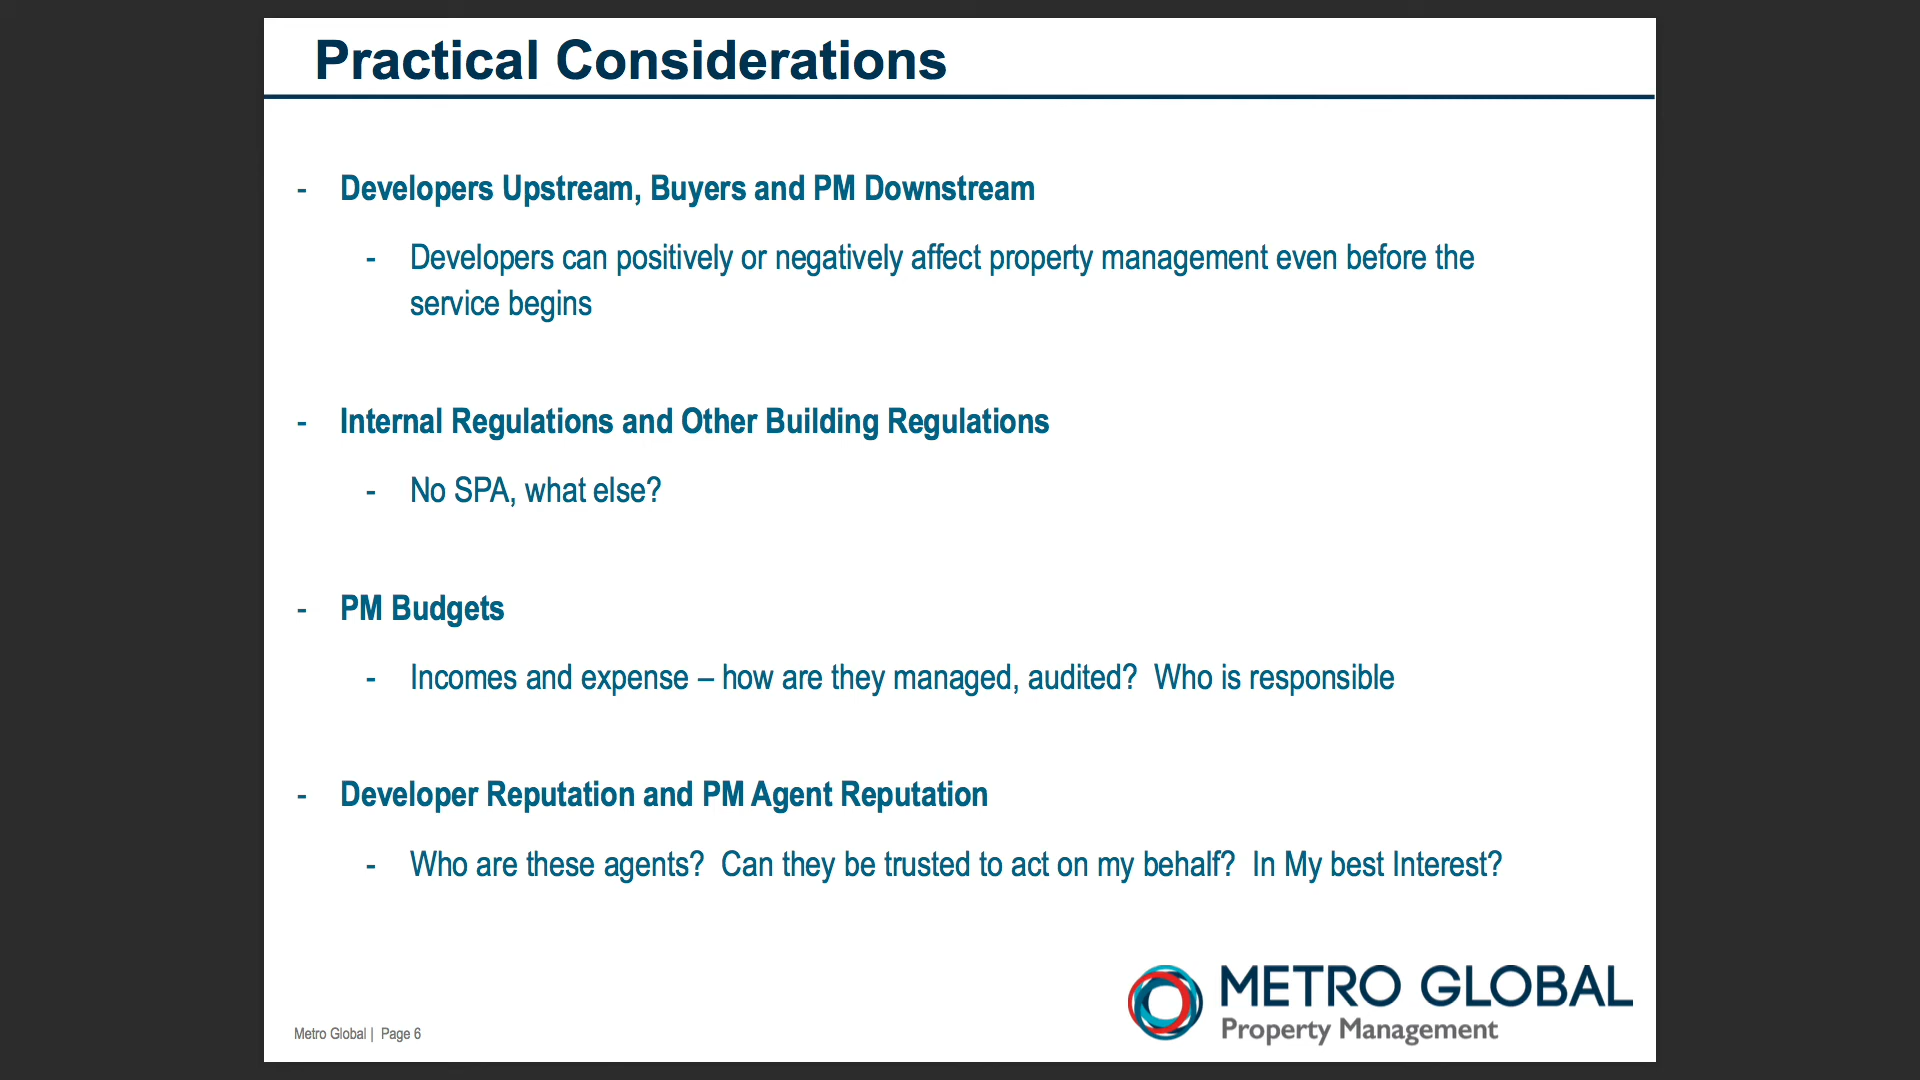 Practical Considerations
- Developers Upstream, Buyers and PM Downstream
- Developers can positively or negatively affect property management even before the
service begins
- Internal Regulations and Other Building Regulations
- No SPA, what else?
- PM Budgets
- Incomes and expense – how are they managed, audited?  Who is responsible
- Developer Reputation and PM Agent Reputation
- Who are these agents?  Can they be trusted to act on my behalf?  In My best Interest?
METRO GLOBAL
Property Management
Metro Global |  Page 6